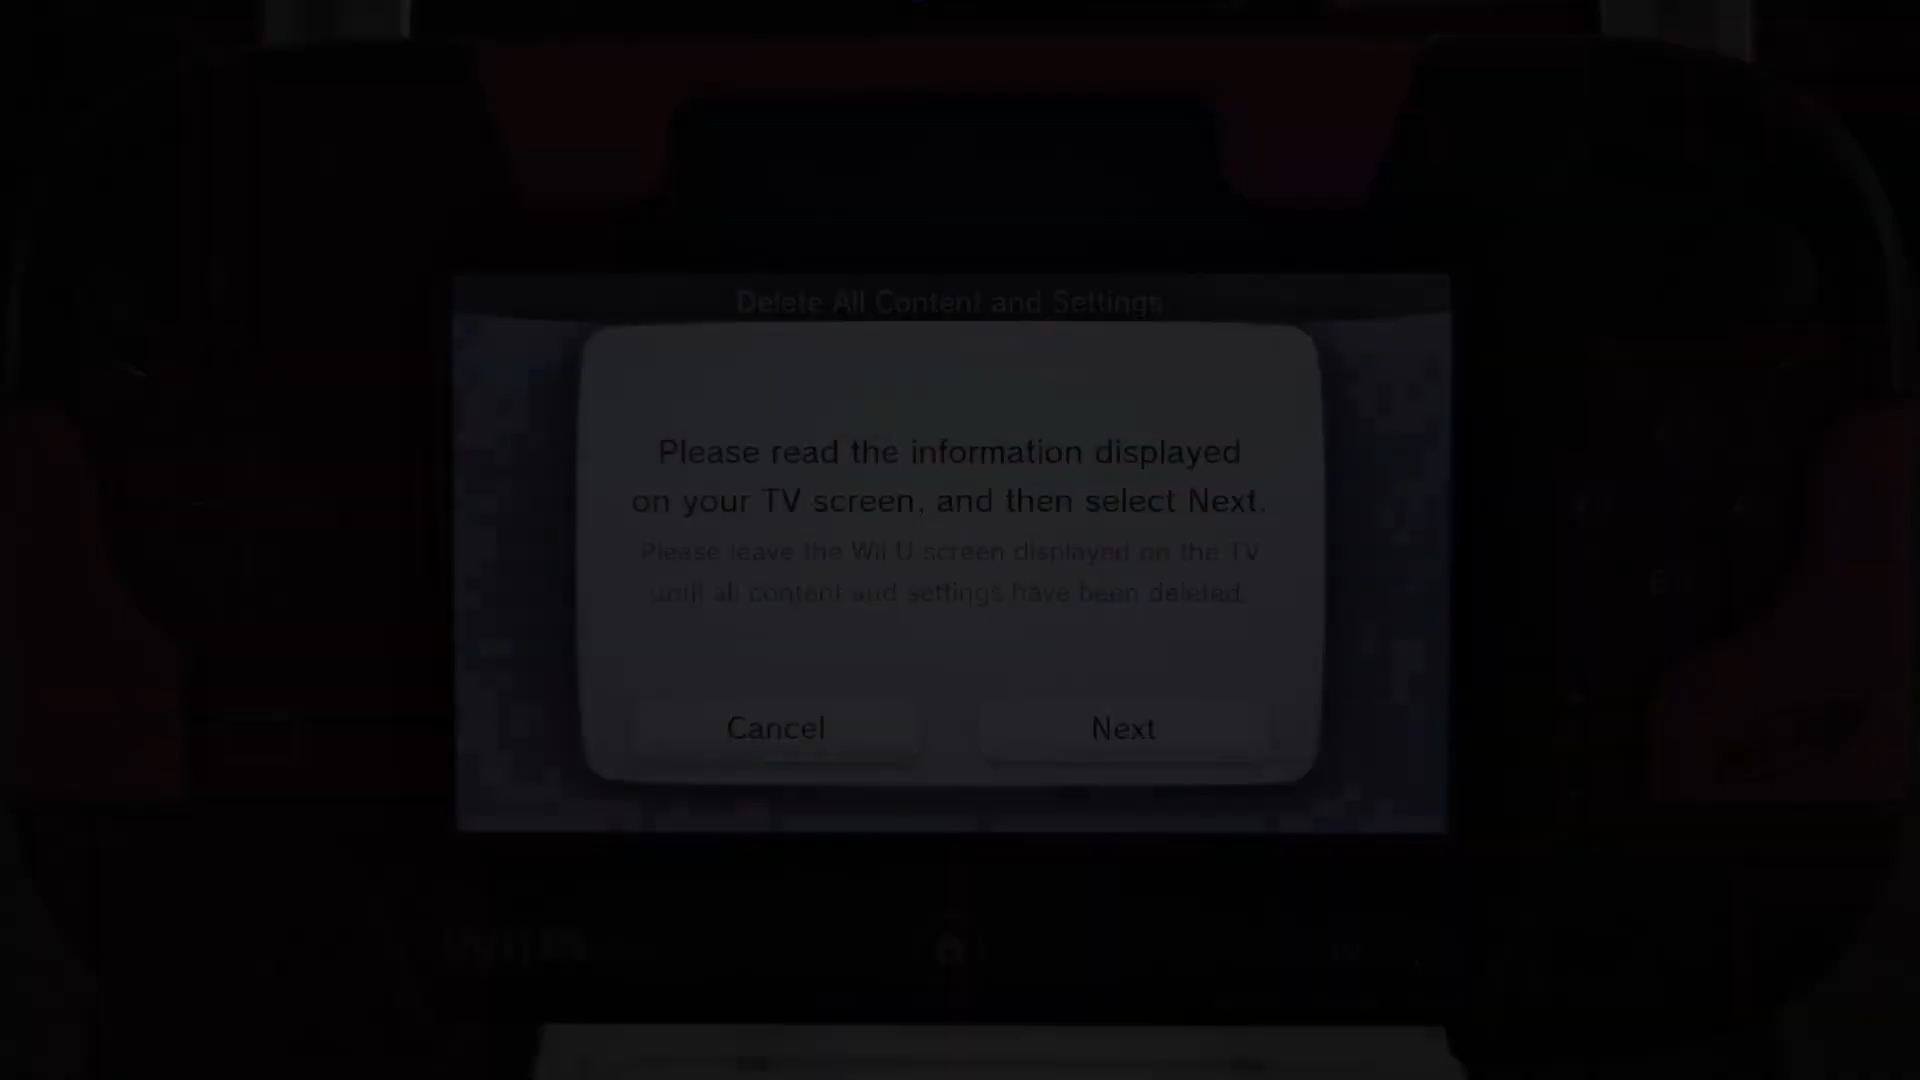 Delete All Content and Settings
Please read the information displayed
on your TV screen, and then select Next.
Please leave the Wii U screen displayed on the TV
until all content and settings have been deleted.
Cancel
Next